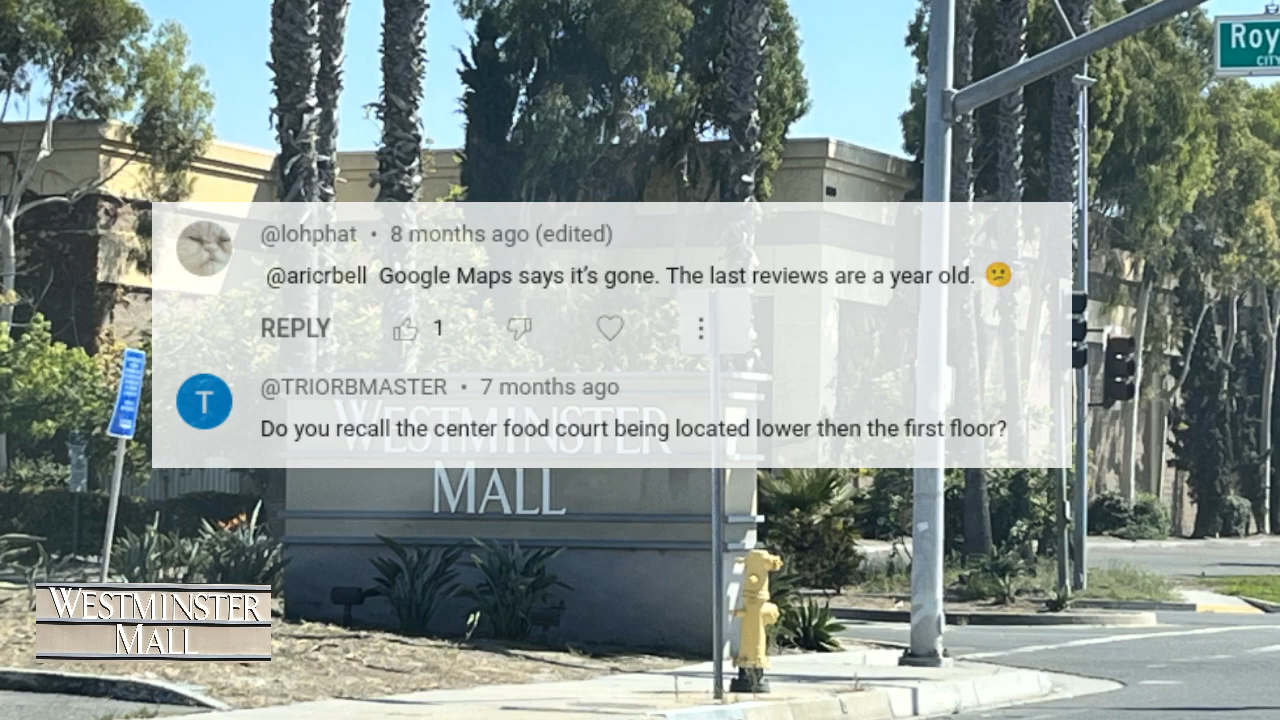 Roy
CITY
@lohphat • 8 months ago (edited)
@aricrbell Google Maps says it's gone. The last reviews are a year old. 😕
REPLY 1
T
@TRIORBMASTER • 7 months ago
Do you recall the center food court being located lower then the first floor?
WESTMINSTER
MALL
WESTMINSTER
MALL